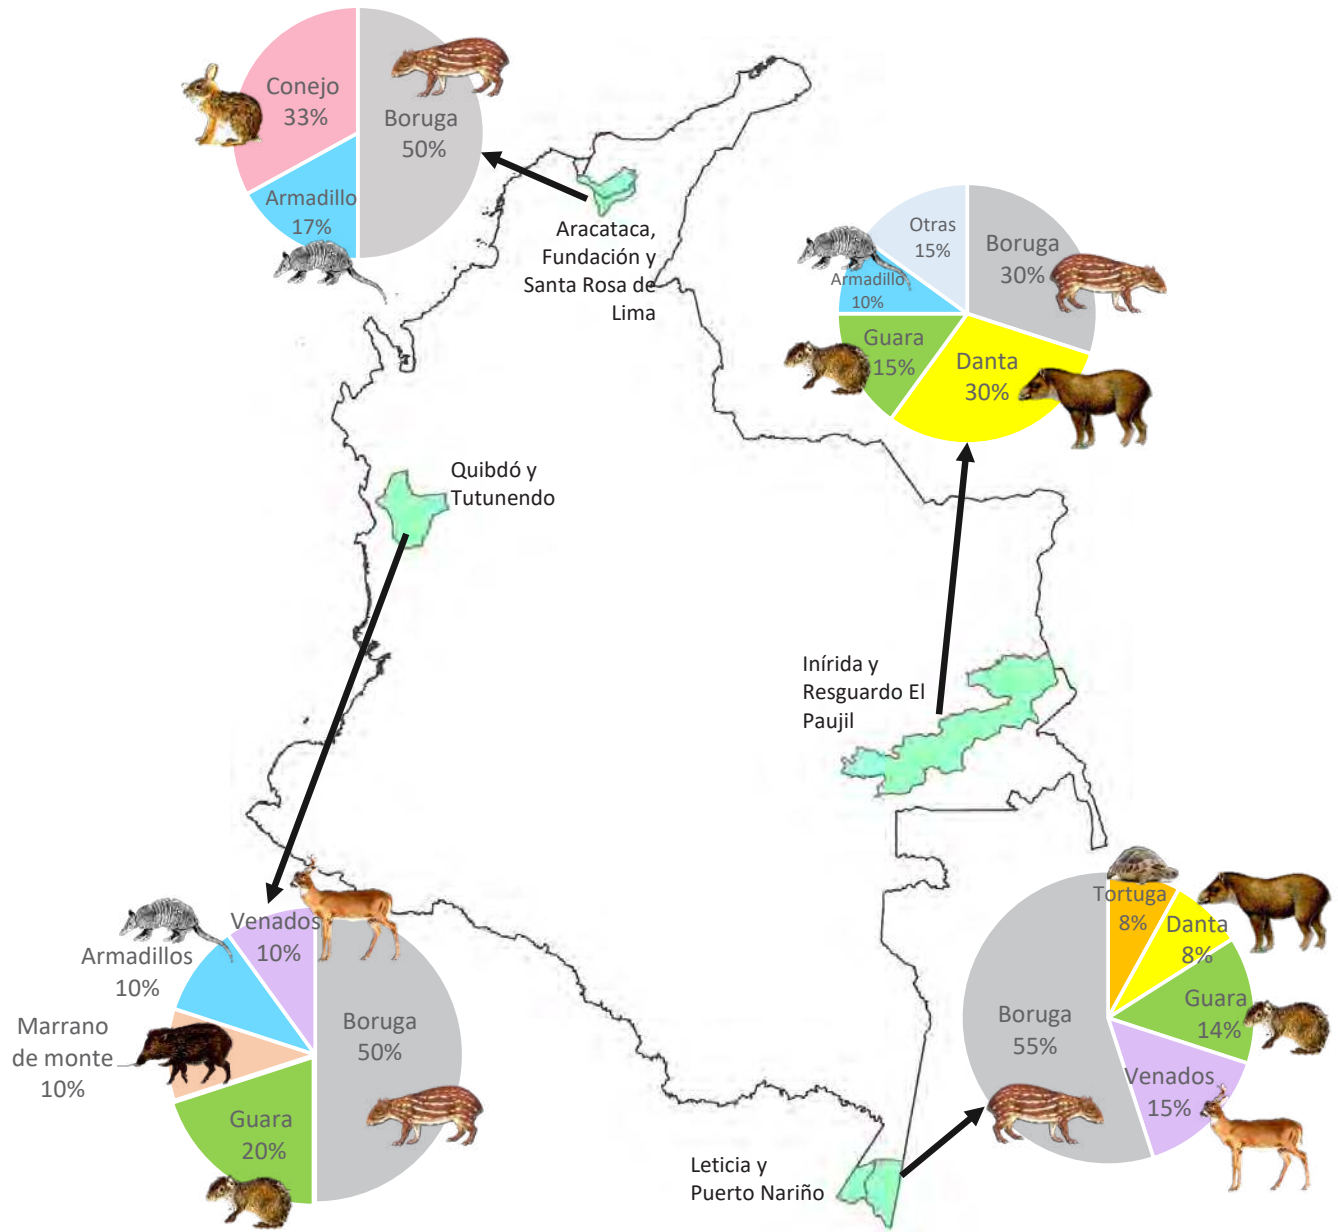 Conejo
33%
Boruga
50%
Armadillo
17%
Aracataca,
Fundación y
Santa Rosa de
Lima
Otras
15%
Boruga
30%
Armadillo
10%
Guara
15%
Danta
30%
Quibdó y
Tutunendo
Inírida y
Resguardo El
Paujil
Venados
10%
Armadillos
10%
Marrano
de monte
10%
Boruga
50%
Guara
20%
Tortuga
8%
Danta
8%
Guara
14%
Boruga
55%
Venados
15%
Leticia y
Puerto Nariño